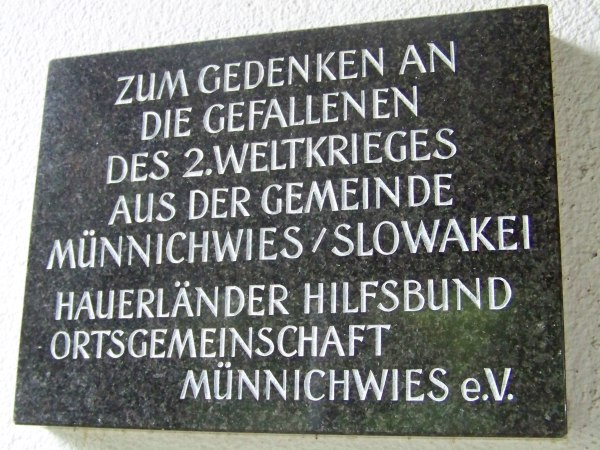 ZUM GEDENKEN AN
DIE GEFALLENEN
DES 2.WELTKRIEGES
AUS DER GEMEINDE
MÜNNICHWIES/SLOWAKEI
HAUERLÄNDER HILFSBUND
ORTSGEMEINSCHAFT
MÜNNICHWIES e.V.